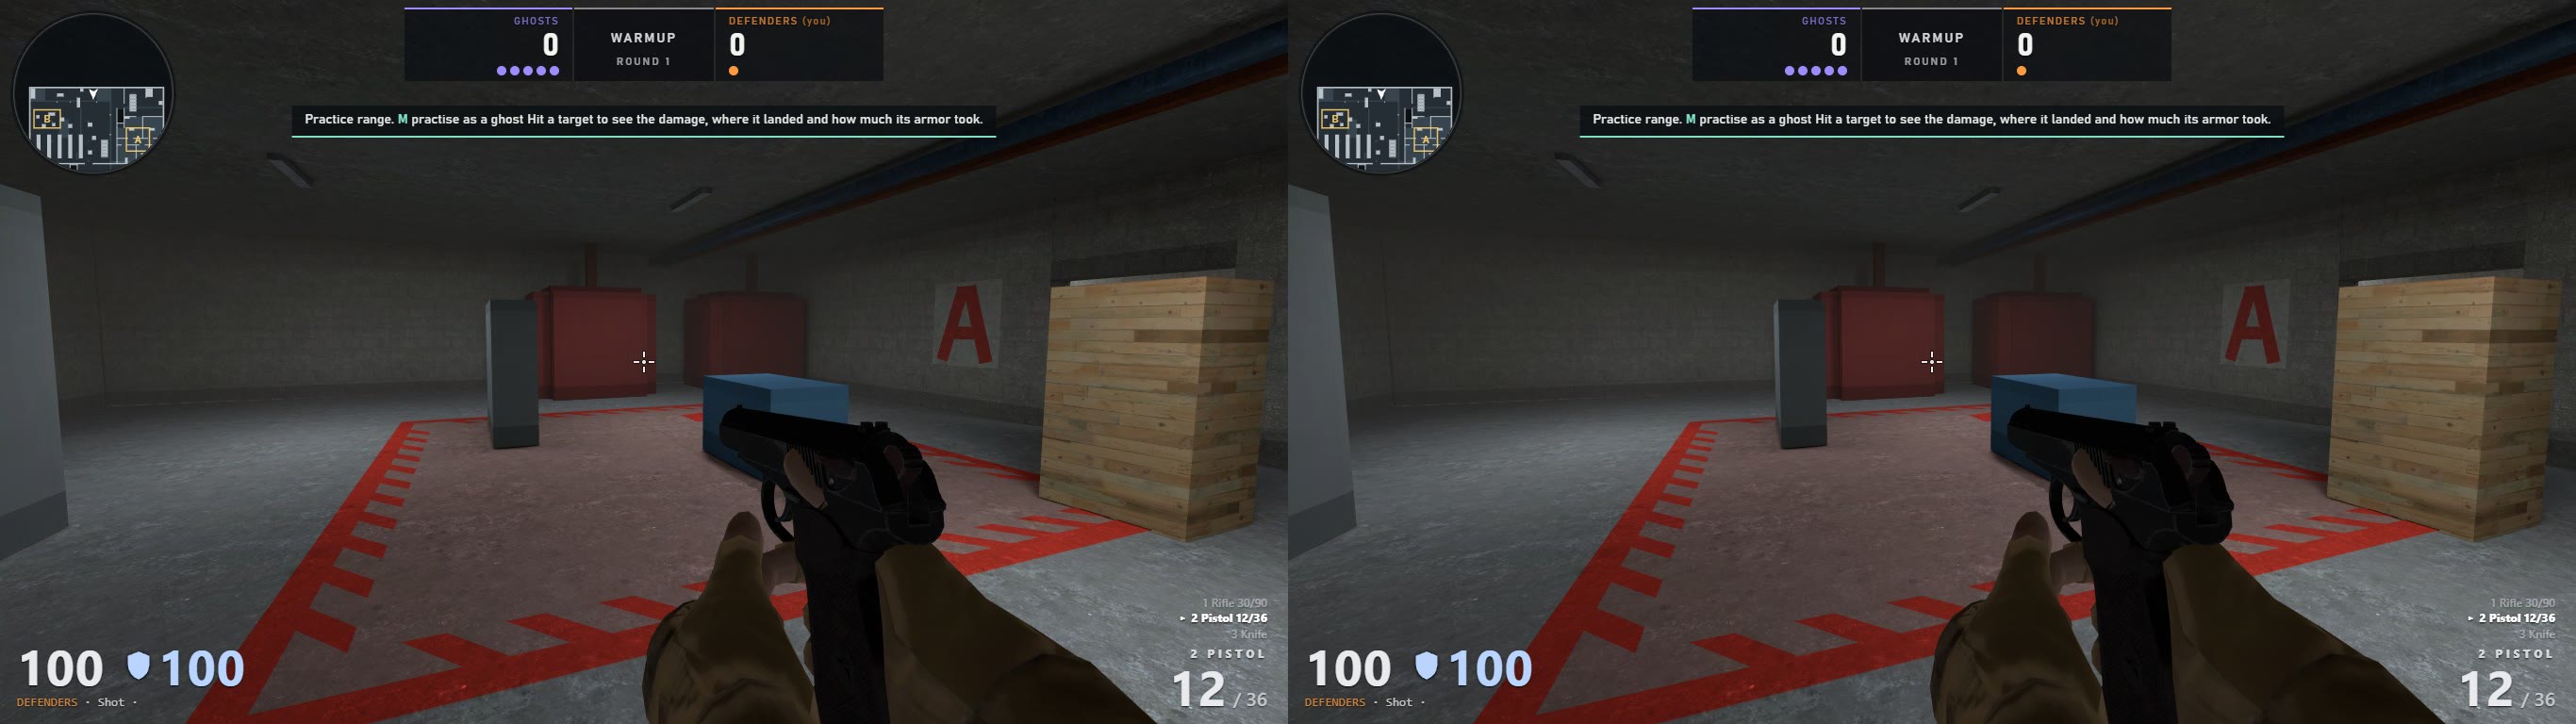 GHOSTS
0
WARMUP
ROUND 1
DEFENDERS (you)
0
Practice range. M practise as a ghost Hit a target to see the damage, where it landed and how much its armor took.
B
A
A
1 Rifle 30/90
▸ 2 Pistol 12/36
3 Knife
2 PISTOL
12 / 36
100 100
DEFENDERS · Shot ·
GHOSTS
0
WARMUP
ROUND 1
DEFENDERS (you)
0
Practice range. M practise as a ghost Hit a target to see the damage, where it landed and how much its armor took.
B
A
A
1 Rifle 30/90
▸ 2 Pistol 12/36
3 Knife
2 PISTOL
12 / 36
100 100
DEFENDERS · Shot ·